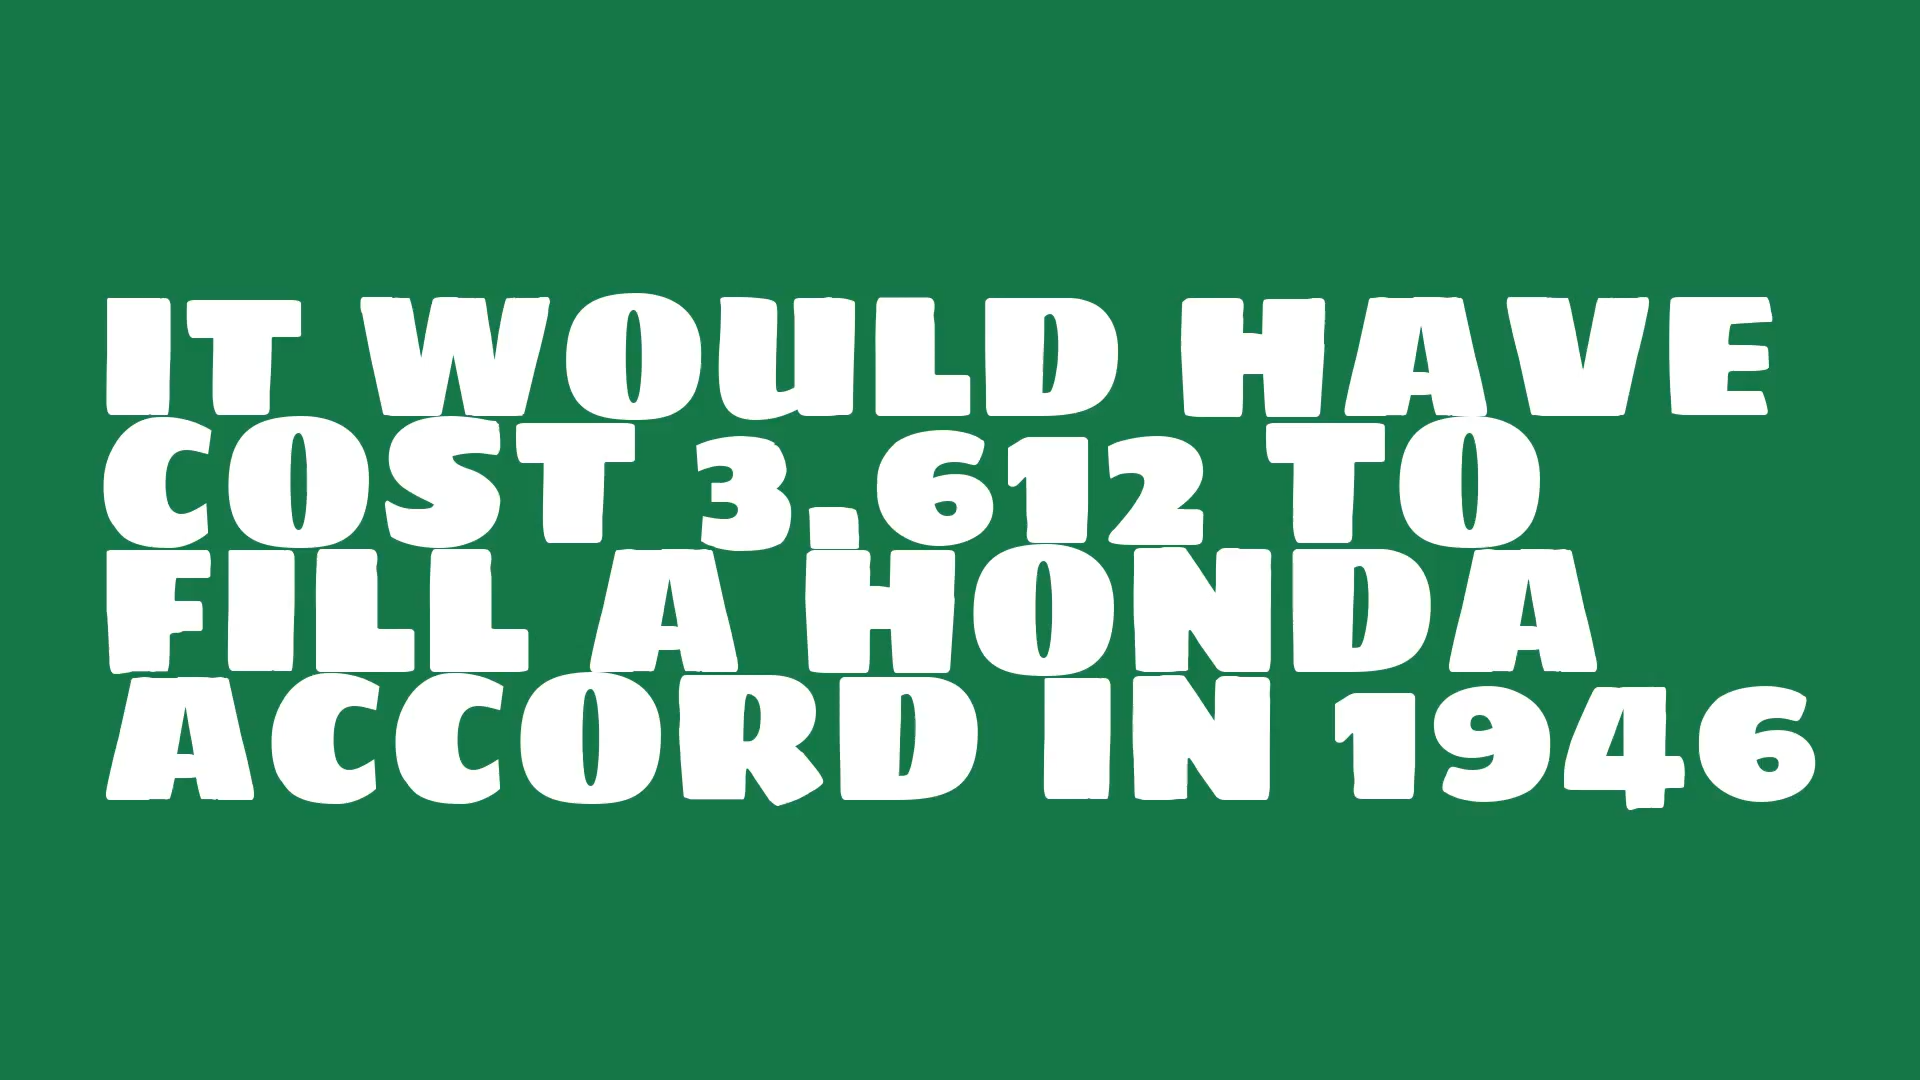 IT WOULD HAVE
COST 3.612 TO
FILL A HONDA
ACCORD IN 1946